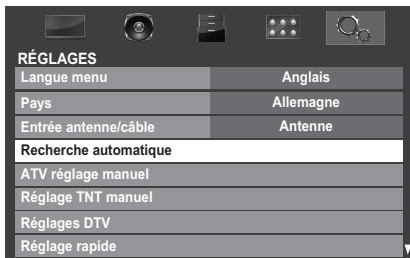 RÉGLAGES
Langue menu Anglais
Pays Allemagne
Entrée antenne/câble Antenne
Recherche automatique
ATV réglage manuel
Réglage TNT manuel
Réglages DTV
Réglage rapide